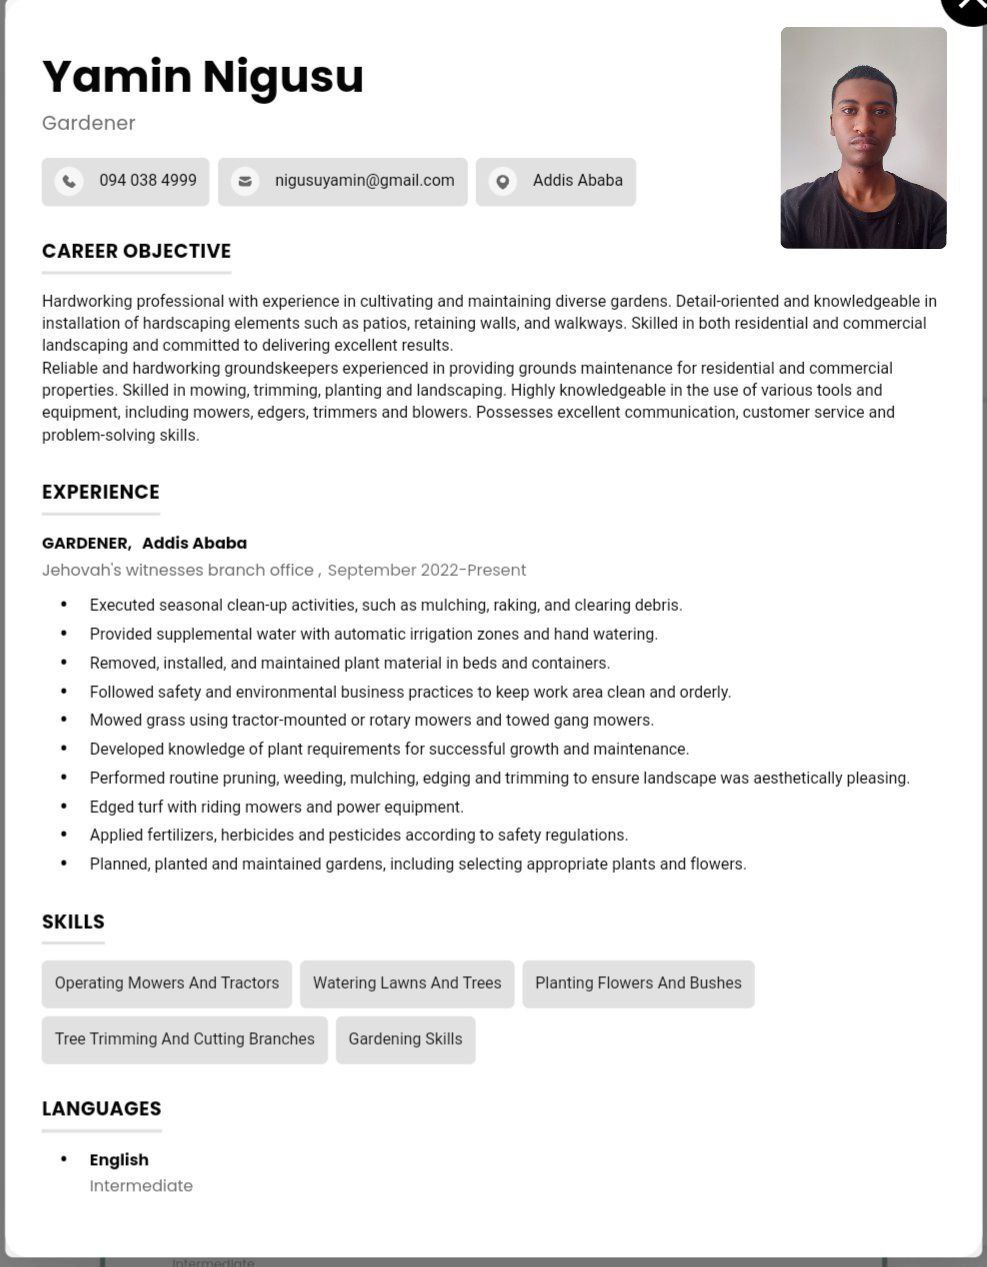 Yamin Nigusu
Gardener
094 038 4999
nigusuyamin@gmail.com
Addis Ababa
CAREER OBJECTIVE
Hardworking professional with experience in cultivating and maintaining diverse gardens. Detail-oriented and knowledgeable in
installation of hardscaping elements such as patios, retaining walls, and walkways. Skilled in both residential and commercial
landscaping and committed to delivering excellent results.
Reliable and hardworking groundskeepers experienced in providing grounds maintenance for residential and commercial
properties. Skilled in mowing, trimming, planting and landscaping. Highly knowledgeable in the use of various tools and
equipment, including mowers, edgers, trimmers and blowers. Possesses excellent communication, customer service and
problem-solving skills.
EXPERIENCE
GARDENER, Addis Ababa
Jehovah's witnesses branch office , September 2022-Present
• Executed seasonal clean-up activities, such as mulching, raking, and clearing debris.
• Provided supplemental water with automatic irrigation zones and hand watering.
• Removed, installed, and maintained plant material in beds and containers.
• Followed safety and environmental business practices to keep work area clean and orderly.
• Mowed grass using tractor-mounted or rotary mowers and towed gang mowers.
• Developed knowledge of plant requirements for successful growth and maintenance.
• Performed routine pruning, weeding, mulching, edging and trimming to ensure landscape was aesthetically pleasing.
• Edged turf with riding mowers and power equipment.
• Applied fertilizers, herbicides and pesticides according to safety regulations.
• Planned, planted and maintained gardens, including selecting appropriate plants and flowers.
SKILLS
Operating Mowers And Tractors
Watering Lawns And Trees
Planting Flowers And Bushes
Tree Trimming And Cutting Branches
Gardening Skills
LANGUAGES
• English
Intermediate
Intermediate